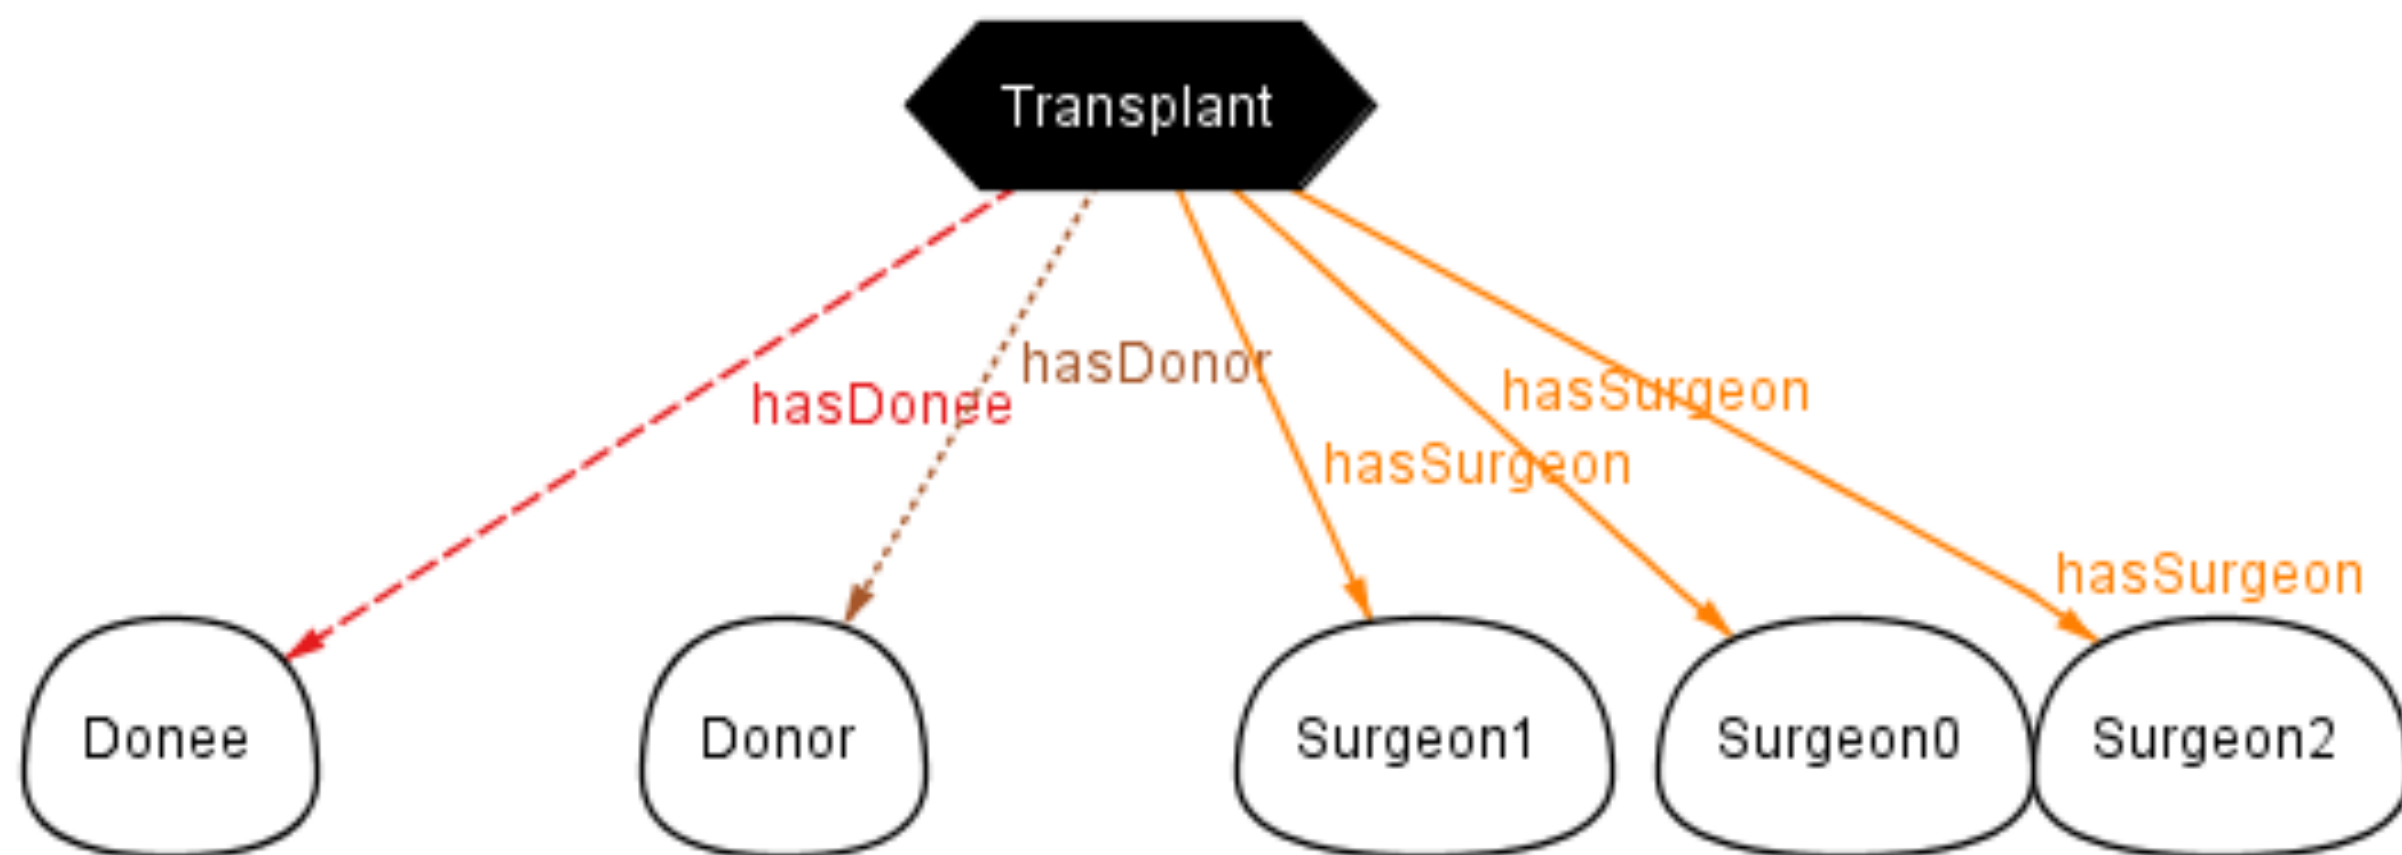 Transplant
hasDonor
hasDonee
hasSurgeon
hasSurgeon
hasSurgeon
Donee
Donor
Surgeon1
Surgeon0
Surgeon2